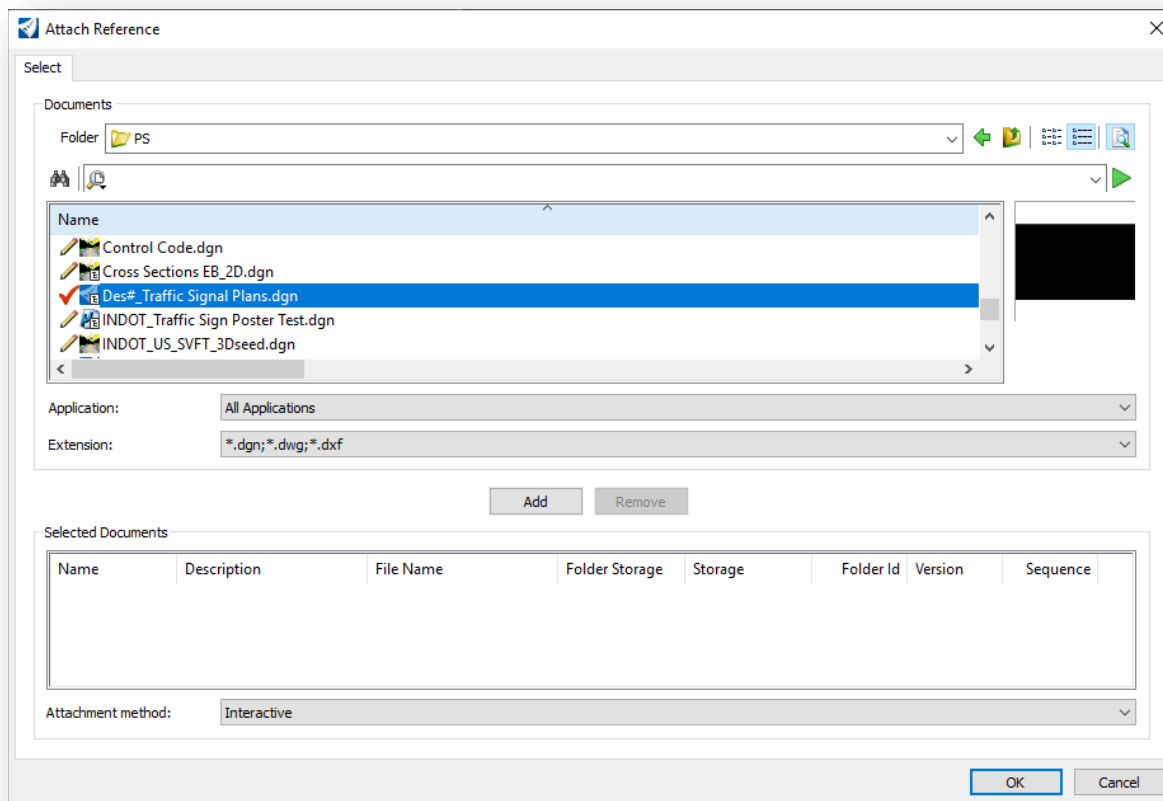 Attach Reference
Select
Documents
Folder PS
Name
Control Code.dgn
Cross Sections EB_2D.dgn
Des#_Traffic Signal Plans.dgn
INDOT_Traffic Sign Poster Test.dgn
INDOT_US_SVFT_3Dseed.dgn
Application: All Applications
Extension: *.dgn;*.dwg;*.dxf
Add Remove
Selected Documents
Name Description File Name Folder Storage Storage Folder Id Version Sequence
Attachment method: Interactive
OK Cancel